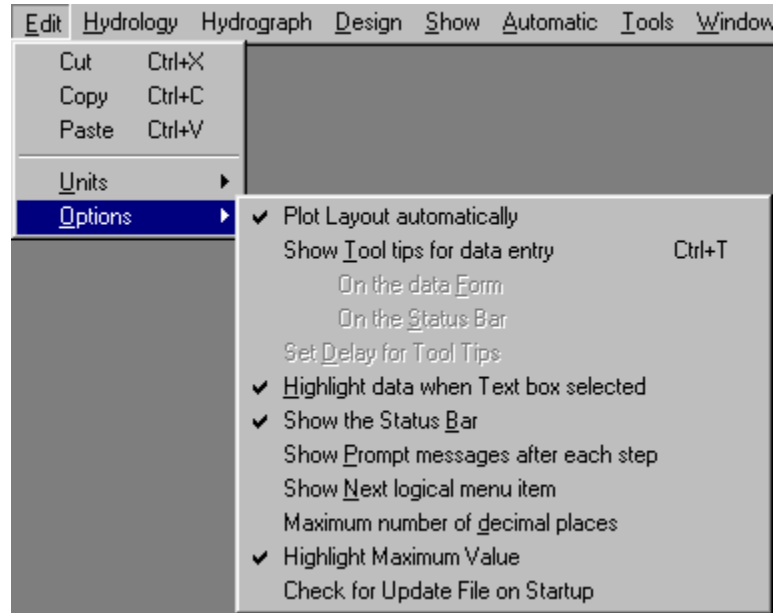 Edit Hydrology Hydrograph Design Show Automatic Tools Window
Cut Ctrl+X
Copy Ctrl+C
Paste Ctrl+V
Units
Options
Plot Layout automatically
Show Tool tips for data entry Ctrl+T
On the data Form
On the Status Bar
Set Delay for Tool Tips
Highlight data when Text box selected
Show the Status Bar
Show Prompt messages after each step
Show Next logical menu item
Maximum number of decimal places
Highlight Maximum Value
Check for Update File on Startup